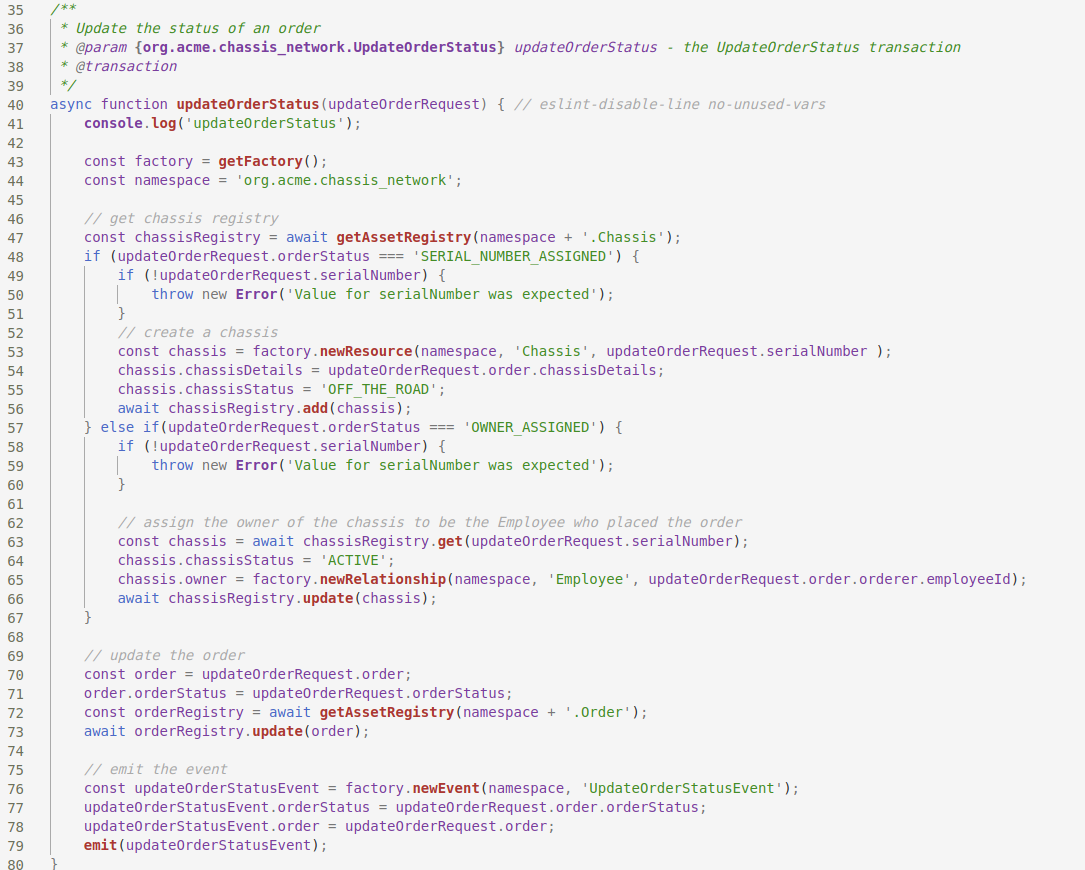 35 /**
36  * Update the status of an order
37  * @param {org.acme.chassis_network.UpdateOrderStatus} updateOrderStatus - the UpdateOrderStatus transaction
38  * @transaction
39  */
40 async function updateOrderStatus(updateOrderRequest) { // eslint-disable-line no-unused-vars
41     console.log('updateOrderStatus');
42
43     const factory = getFactory();
44     const namespace = 'org.acme.chassis_network';
45
46     // get chassis registry
47     const chassisRegistry = await getAssetRegistry(namespace + '.Chassis');
48     if (updateOrderRequest.orderStatus === 'SERIAL_NUMBER_ASSIGNED') {
49         if (!updateOrderRequest.serialNumber) {
50             throw new Error('Value for serialNumber was expected');
51         }
52         // create a chassis
53         const chassis = factory.newResource(namespace, 'Chassis', updateOrderRequest.serialNumber );
54         chassis.chassisDetails = updateOrderRequest.order.chassisDetails;
55         chassis.chassisStatus = 'OFF_THE_ROAD';
56         await chassisRegistry.add(chassis);
57     } else if(updateOrderRequest.orderStatus === 'OWNER_ASSIGNED') {
58         if (!updateOrderRequest.serialNumber) {
59             throw new Error('Value for serialNumber was expected');
60         }
61
62         // assign the owner of the chassis to be the Employee who placed the order
63         const chassis = await chassisRegistry.get(updateOrderRequest.serialNumber);
64         chassis.chassisStatus = 'ACTIVE';
65         chassis.owner = factory.newRelationship(namespace, 'Employee', updateOrderRequest.order.orderer.employeeId);
66         await chassisRegistry.update(chassis);
67     }
68
69     // update the order
70     const order = updateOrderRequest.order;
71     order.orderStatus = updateOrderRequest.orderStatus;
72     const orderRegistry = await getAssetRegistry(namespace + '.Order');
73     await orderRegistry.update(order);
74
75     // emit the event
76     const updateOrderStatusEvent = factory.newEvent(namespace, 'UpdateOrderStatusEvent');
77     updateOrderStatusEvent.orderStatus = updateOrderRequest.order.orderStatus;
78     updateOrderStatusEvent.order = updateOrderRequest.order;
79     emit(updateOrderStatusEvent);
80 }